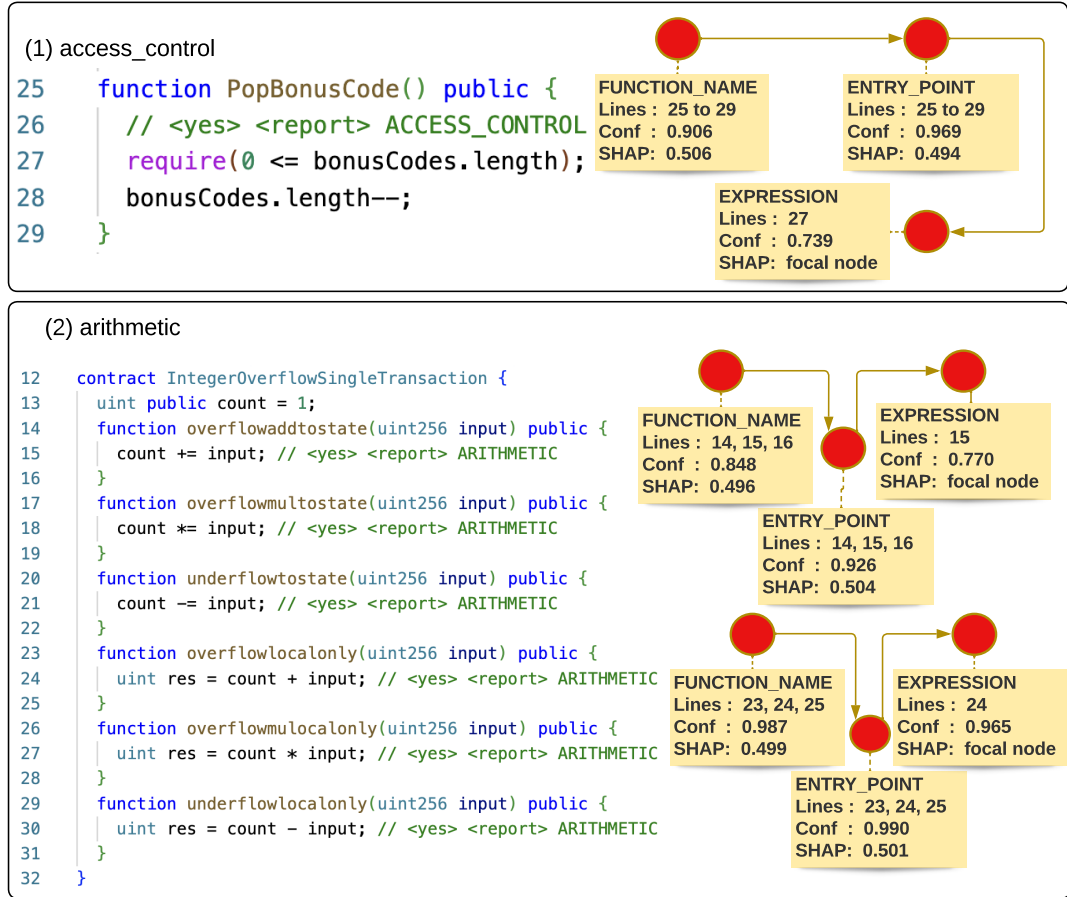 (1) access_control
25 function PopBonusCode() public {
26 // <yes> <report> ACCESS_CONTROL
27 require(0 <= bonusCodes.length);
28 bonusCodes.length--;
29 }
FUNCTION_NAME
Lines : 25 to 29
Conf : 0.906
SHAP: 0.506
ENTRY_POINT
Lines : 25 to 29
Conf : 0.969
SHAP: 0.494
EXPRESSION
Lines : 27
Conf : 0.739
SHAP: focal node
(2) arithmetic
12 contract IntegerOverflowSingleTransaction {
13 uint public count = 1;
14 function overflowaddtostate(uint256 input) public {
15 count += input; // <yes> <report> ARITHMETIC
16 }
17 function overflowmultostate(uint256 input) public {
18 count *= input; // <yes> <report> ARITHMETIC
19 }
20 function underflowtostate(uint256 input) public {
21 count -= input; // <yes> <report> ARITHMETIC
22 }
23 function overflowlocalonly(uint256 input) public {
24 uint res = count + input; // <yes> <report> ARITHMETIC
25 }
26 function overflowmulocalonly(uint256 input) public {
27 uint res = count * input; // <yes> <report> ARITHMETIC
28 }
29 function underflowlocalonly(uint256 input) public {
30 uint res = count - input; // <yes> <report> ARITHMETIC
31 }
32 }
FUNCTION_NAME
Lines : 14, 15, 16
Conf : 0.848
SHAP: 0.496
EXPRESSION
Lines : 15
Conf : 0.770
SHAP: focal node
ENTRY_POINT
Lines : 14, 15, 16
Conf : 0.926
SHAP: 0.504
FUNCTION_NAME
Lines : 23, 24, 25
Conf : 0.987
SHAP: 0.499
EXPRESSION
Lines : 24
Conf : 0.965
SHAP: focal node
ENTRY_POINT
Lines : 23, 24, 25
Conf : 0.990
SHAP: 0.501